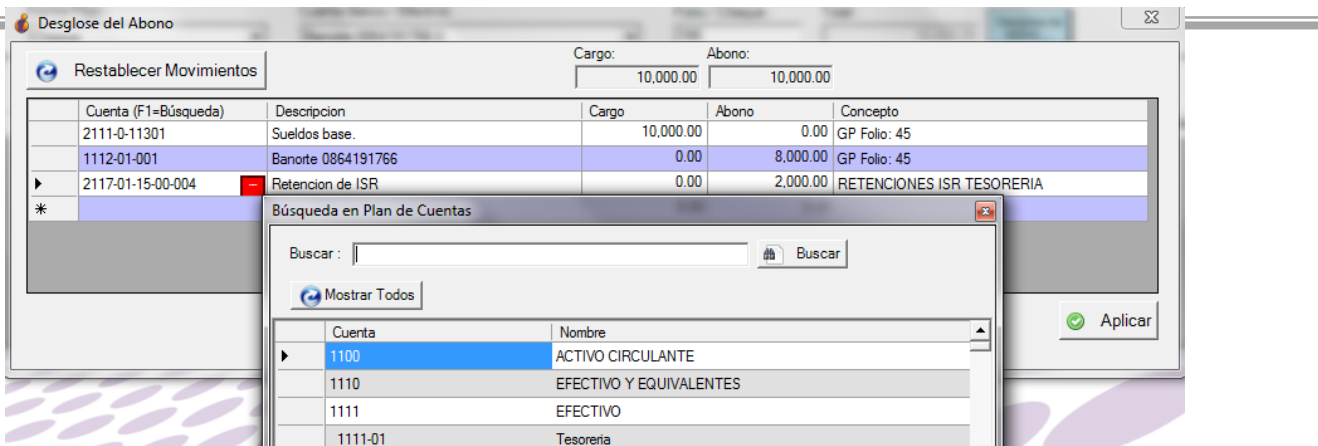 Desglose del Abono
Cargo: Abono:
Restablecer Movimientos 10,000.00 10,000.00
Cuenta (F1=Búsqueda) Descripcion Cargo Abono Concepto
2111-0-11301 Sueldos base. 10,000.00 0.00 GP Folio: 45
1112-01-001 Banorte 0864191766 0.00 8,000.00 GP Folio: 45
2117-01-15-00-004 Retencion de ISR 0.00 2,000.00 RETENCIONES ISR TESORERIA
Búsqueda en Plan de Cuentas
Buscar : Buscar
Mostrar Todos
Aplicar
Cuenta Nombre
1100 ACTIVO CIRCULANTE
1110 EFECTIVO Y EQUIVALENTES
1111 EFECTIVO
1111-01 Tesoreria